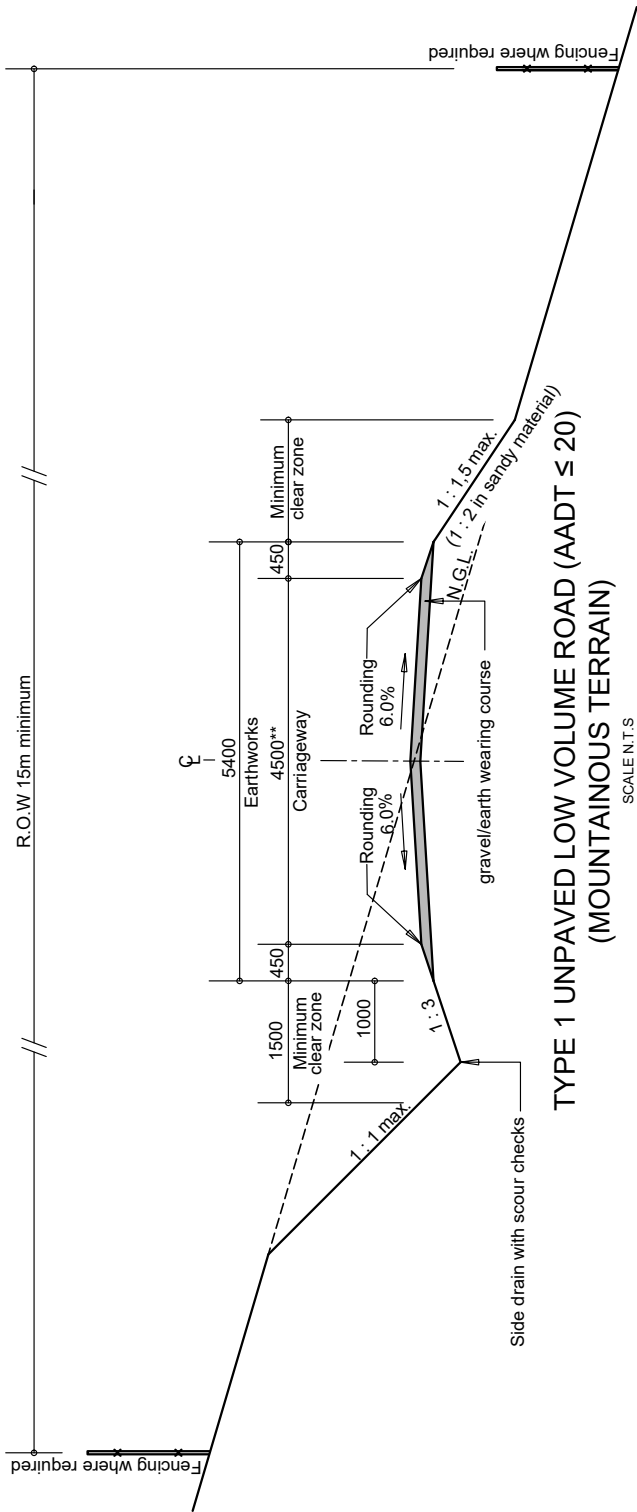 R.O.W 15m minimum
Fencing where required
Fencing where required
℄
5400
Earthworks
1500
Minimum
clear zone
450
4500**
Carriageway
450
Minimum
clear zone
1000
Rounding
6.0%
Rounding
6.0%
1 : 1 max.
1 : 3
1 : 1,5 max.
(1 : 2 in sandy material)
N.G.L.
gravel/earth wearing course
Side drain with scour checks
TYPE 1 UNPAVED LOW VOLUME ROAD (AADT ≤ 20)
(MOUNTAINOUS TERRAIN)
SCALE N.T.S